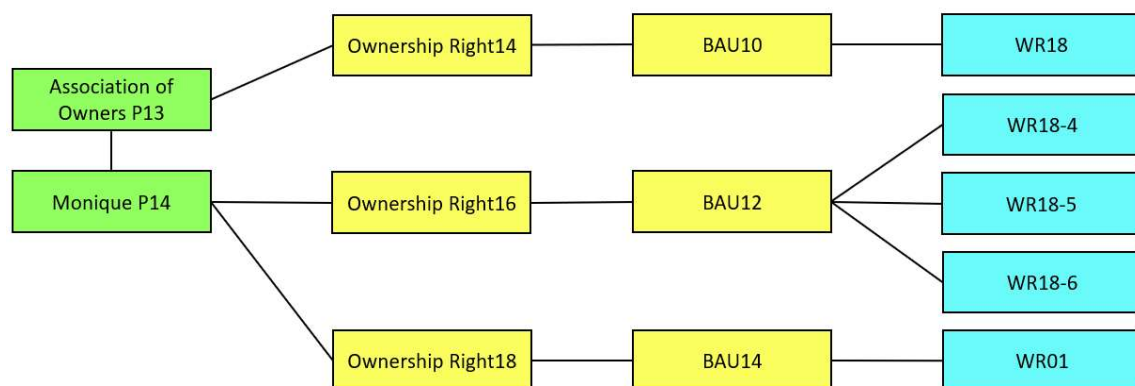 Ownership Right14
BAU10
WR18
Association of
Owners P13
WR18-4
Monique P14
Ownership Right16
BAU12
WR18-5
WR18-6
Ownership Right18
BAU14
WR01